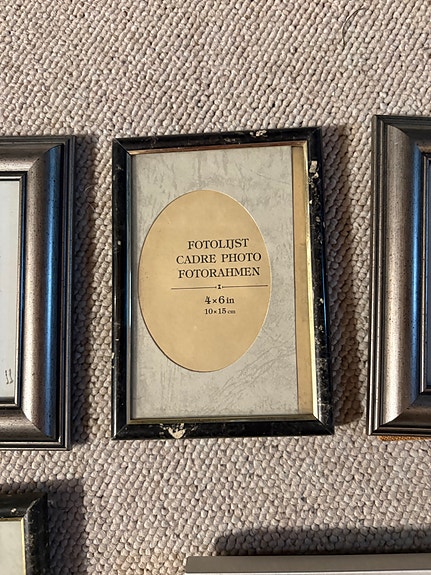 FOTOLIJST
CADRE PHOTO
FOTORAHMEN
4×6 in
10×15 cm